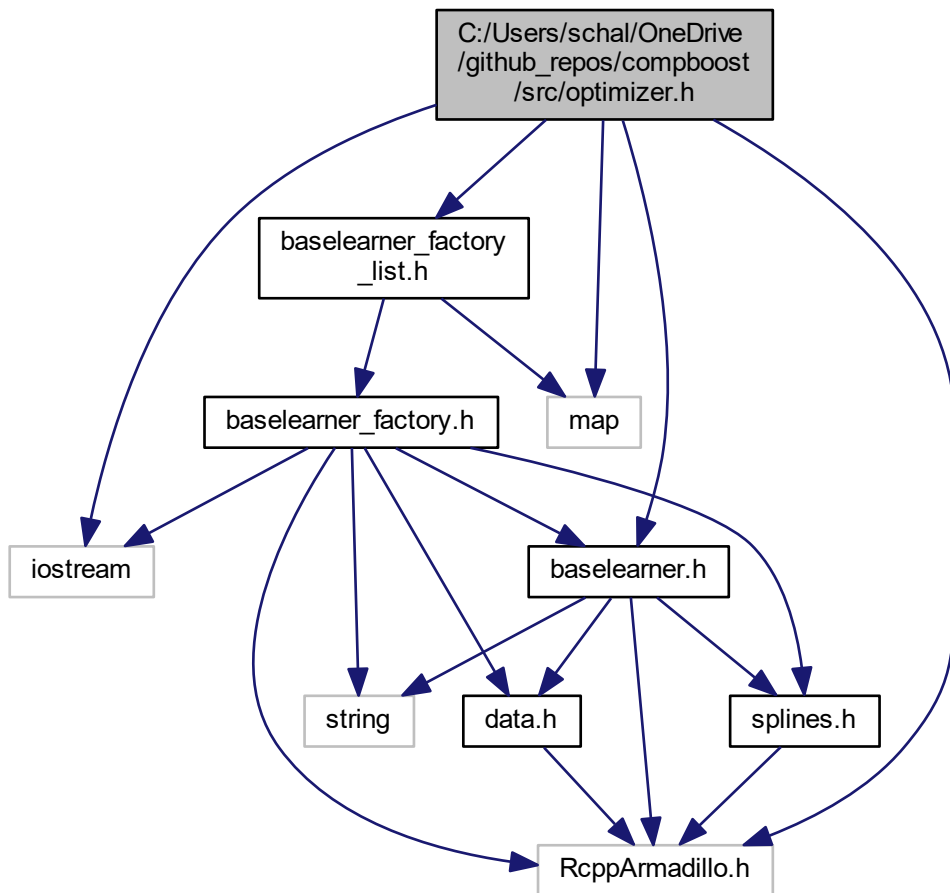 C:/Users/schal/OneDrive
/github_repos/compboost
/src/optimizer.h
baselearner_factory
_list.h
baselearner_factory.h
map
iostream
baselearner.h
string
data.h
splines.h
RcppArmadillo.h